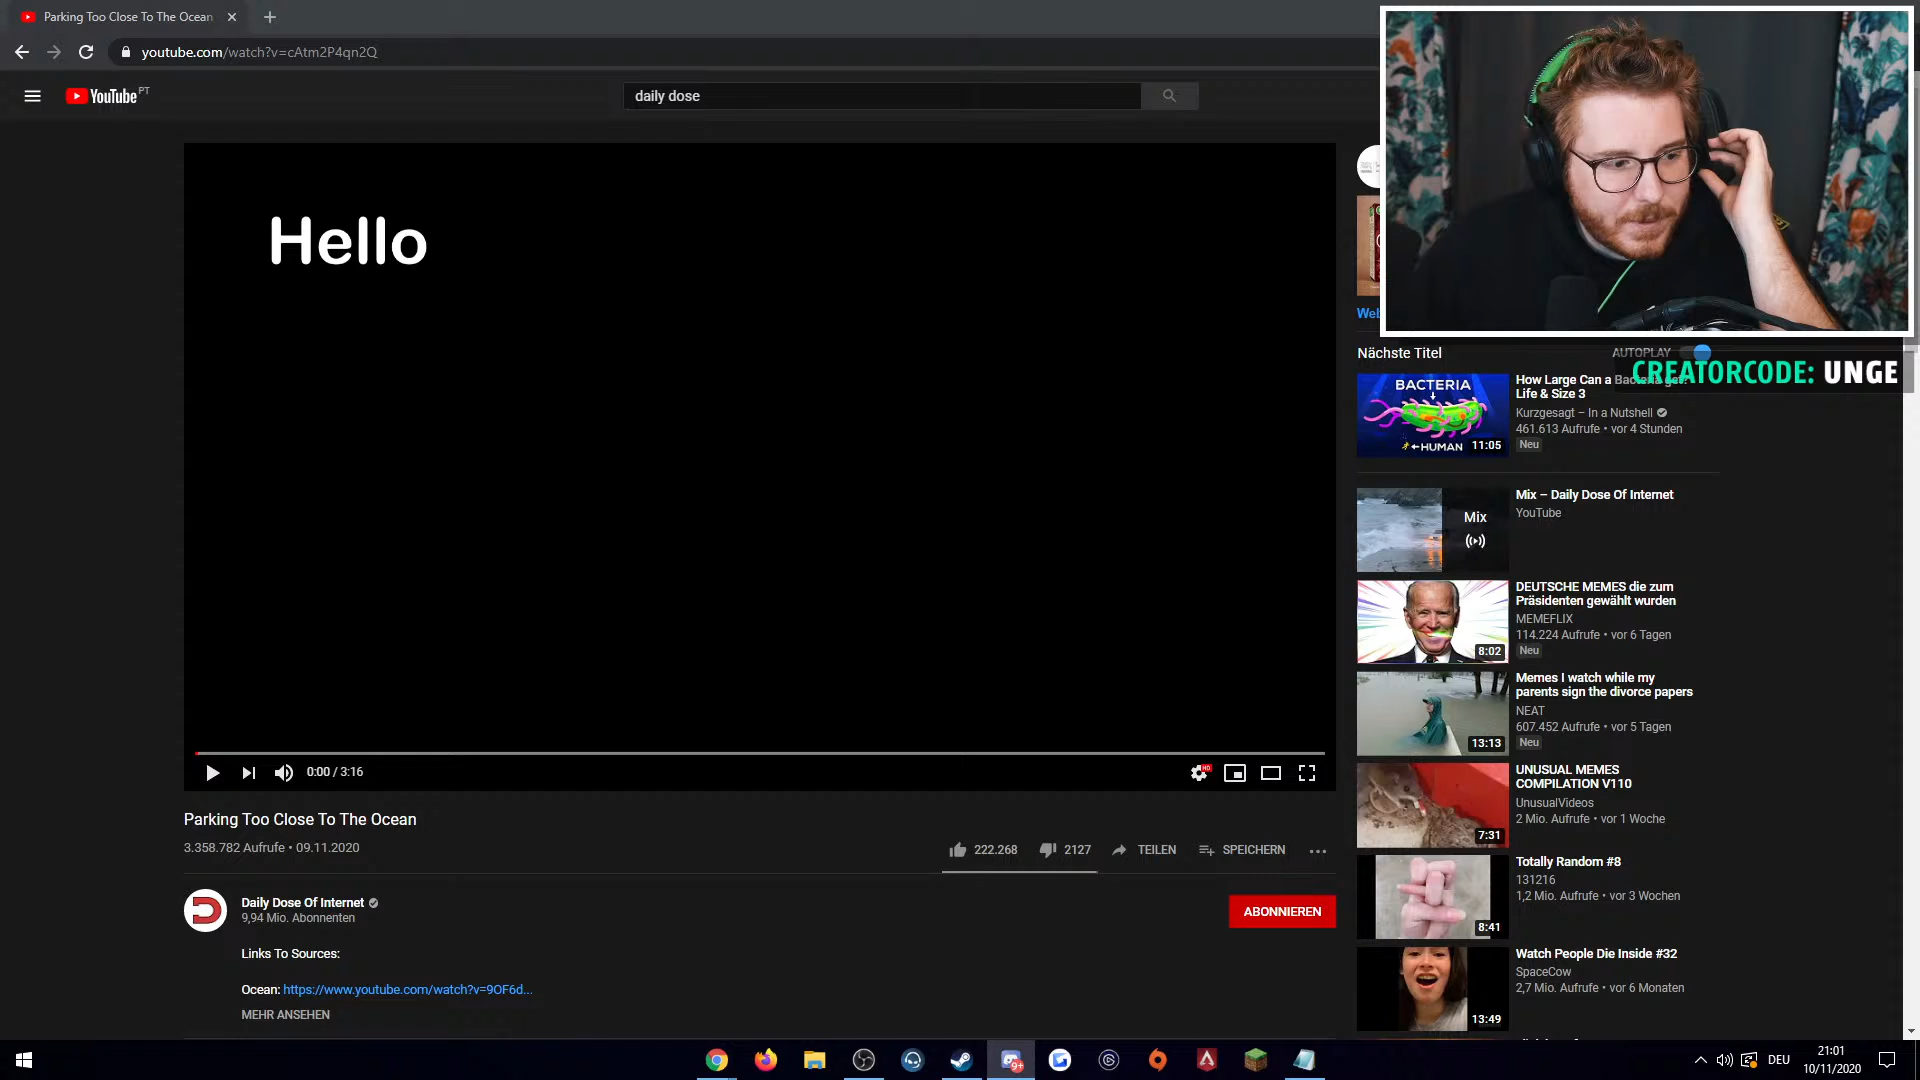 Parking Too Close To The Ocean
youtube.com/watch?v=cAtm2P4qn2Q
YouTube PT
daily dose
Hello
0:00 / 3:16
HD
Parking Too Close To The Ocean
3.358.782 Aufrufe • 09.11.2020
222.268
2127
TEILEN
SPEICHERN
Daily Dose Of Internet
9,94 Mio. Abonnenten
ABONNIEREN
Links To Sources:
Ocean: https://www.youtube.com/watch?v=9OF6d...
MEHR ANSEHEN
Web
Nächste Titel
AUTOPLAY
CREATORCODE: UNGE
BACTERIA
←HUMAN
11:05
How Large Can a Bacteria get?
Life & Size 3
Kurzgesagt – In a Nutshell
461.613 Aufrufe • vor 4 Stunden
Neu
Mix
Mix – Daily Dose Of Internet
YouTube
8:02
DEUTSCHE MEMES die zum
Präsidenten gewählt wurden
MEMEFLIX
114.224 Aufrufe • vor 6 Tagen
Neu
13:13
Memes I watch while my
parents sign the divorce papers
NEAT
607.452 Aufrufe • vor 5 Tagen
Neu
7:31
UNUSUAL MEMES
COMPILATION V110
UnusualVideos
2 Mio. Aufrufe • vor 1 Woche
8:41
Totally Random #8
131216
1,2 Mio. Aufrufe • vor 3 Wochen
13:49
Watch People Die Inside #32
SpaceCow
2,7 Mio. Aufrufe • vor 6 Monaten
9+
DEU
21:01
10/11/2020